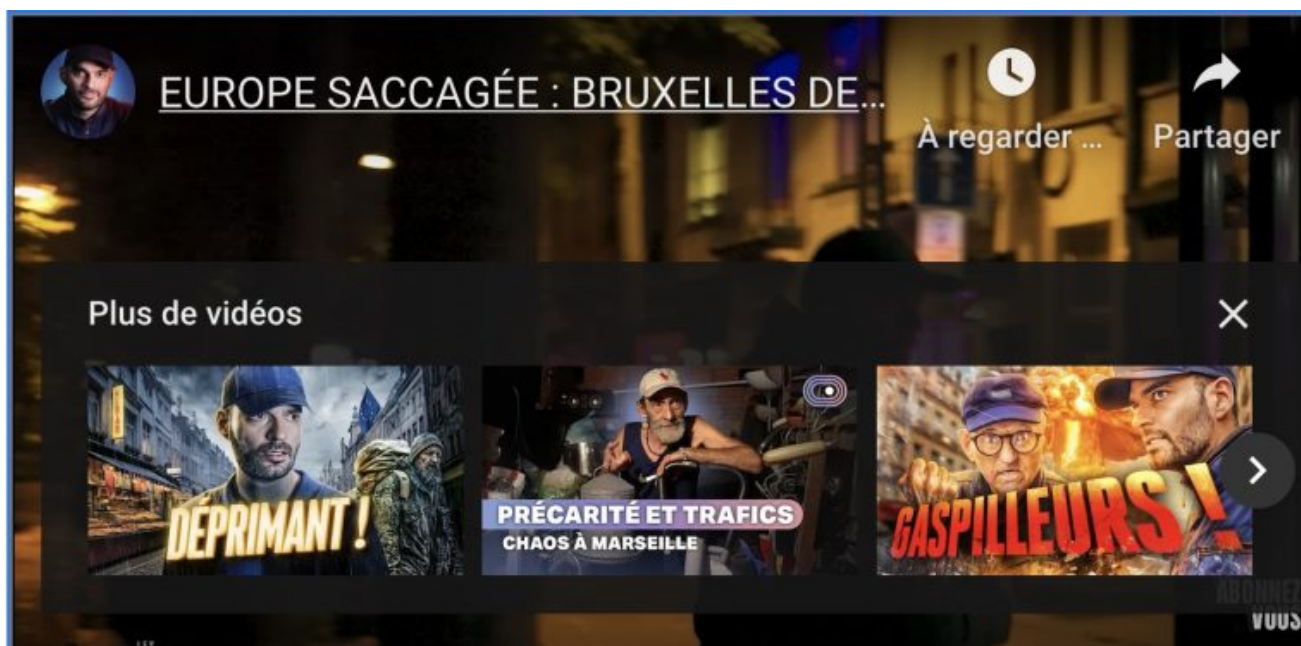 EUROPE SACCAGÉE : BRUXELLES DE...
À regarder ...
Partager
Plus de vidéos
DÉPRIMANT !
PRÉCARITÉ ET TRAFICS
CHAOS À MARSEILLE
GASPILLEURS !
ABONNEZ
VOUS